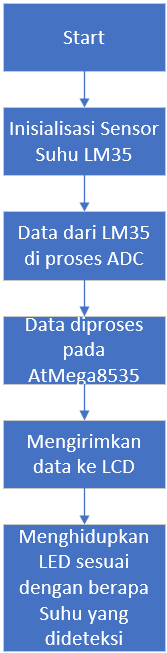 Start
Inisialisasi Sensor
Suhu LM35
Data dari LM35
di proses ADC
Data diproses
pada
AtMega8535
Mengirimkan
data ke LCD
Menghidupkan
LED sesuai
dengan berapa
Suhu yang
dideteksi